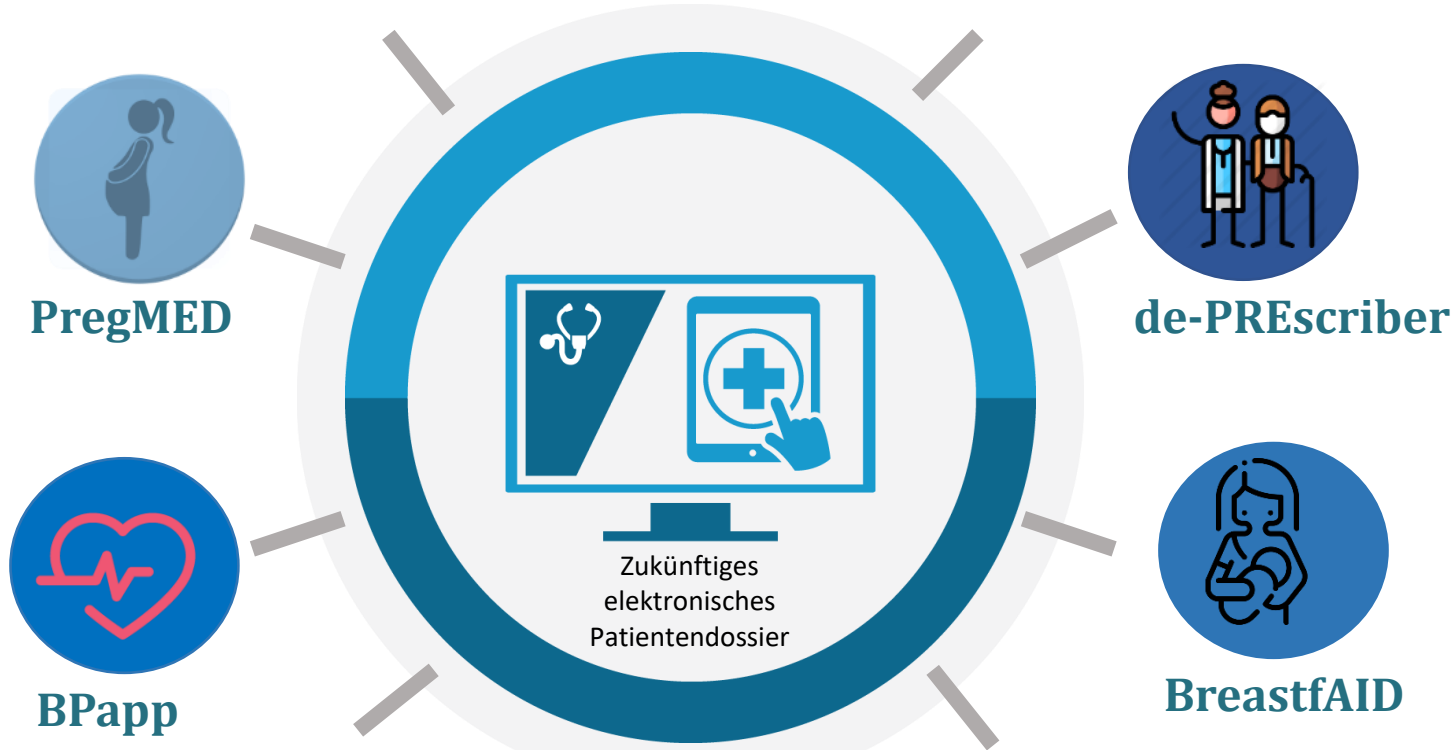 PregMED
de-PREscriber
Zukünftiges
elektronisches
Patientendossier
BPapp
BreastfAID